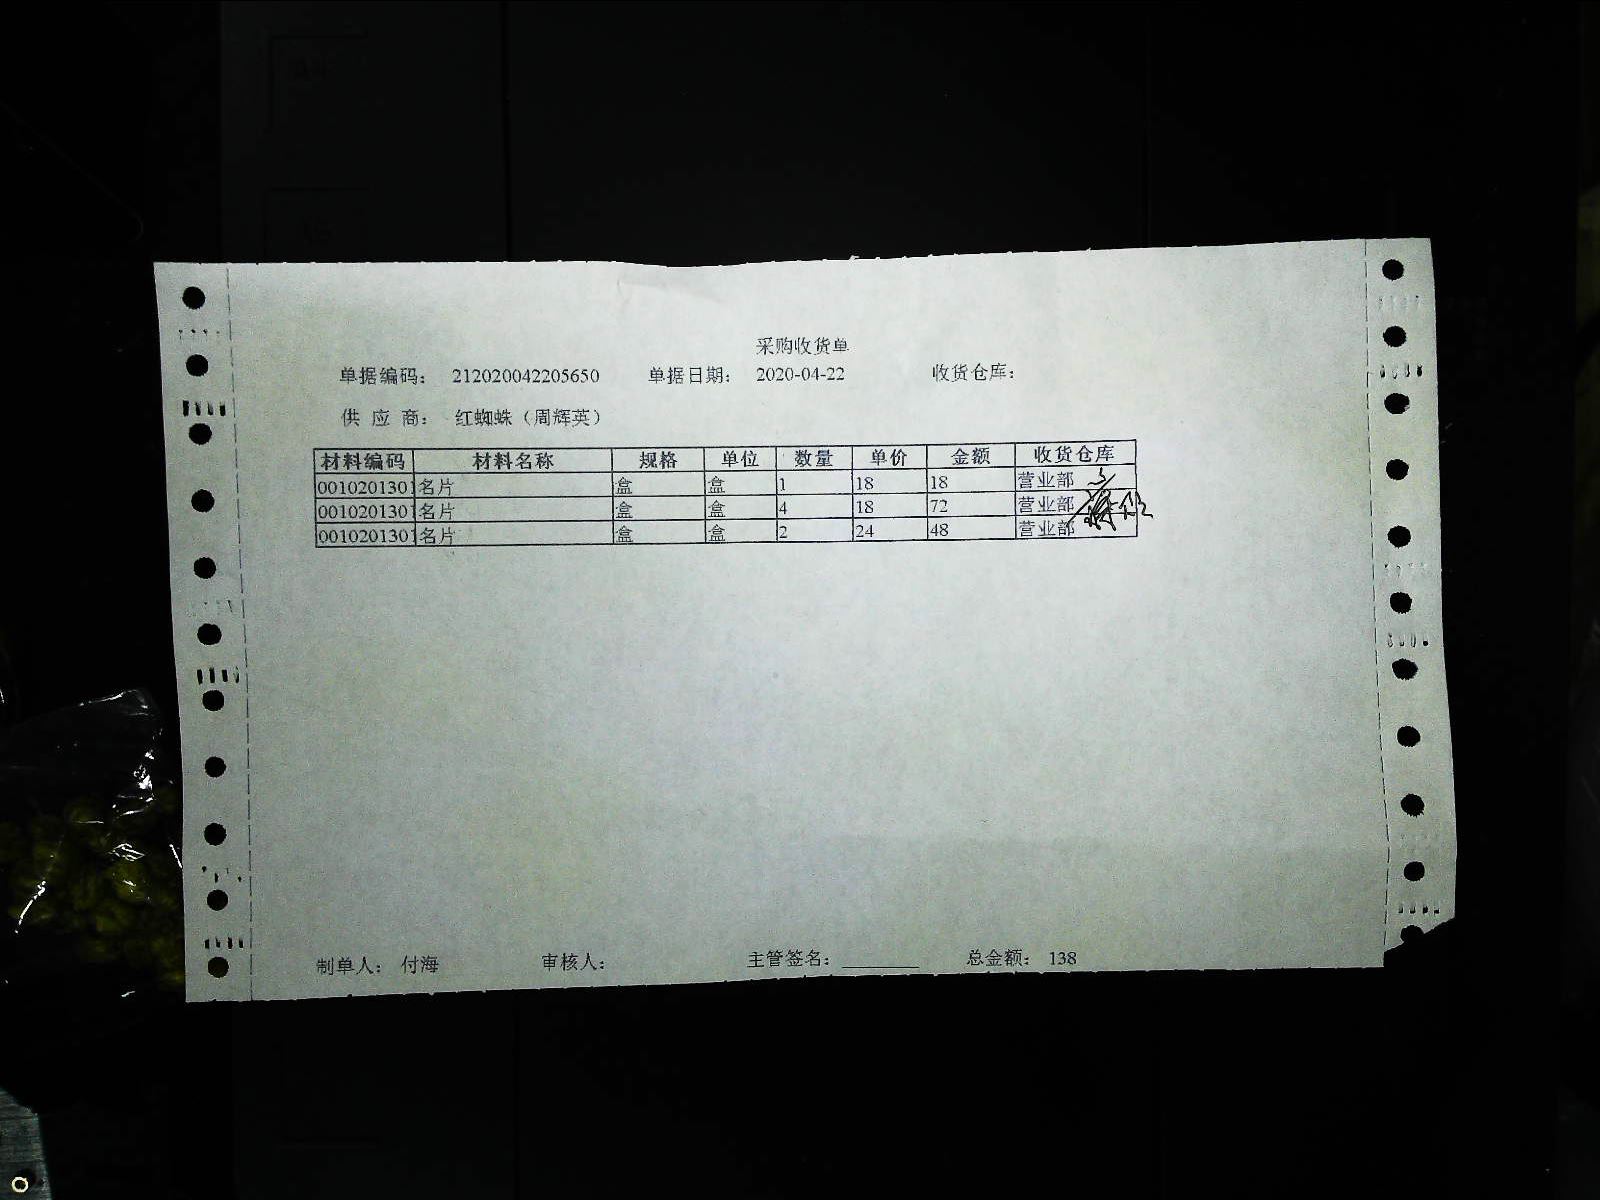 采购收货单
单据编码： 212020042205650 单据日期： 2020-04-22 收货仓库：
供 应 商： 红蜘蛛（周辉英）
材料编码 材料名称 规格 单位 数量 单价 金额 收货仓库
0010201301 名片 盒 盒 1 18 18 营业部
0010201301 名片 盒 盒 4 18 72 营业部
0010201301 名片 盒 盒 2 24 48 营业部
制单人： 付海 审核人： 主管签名： 总金额： 138